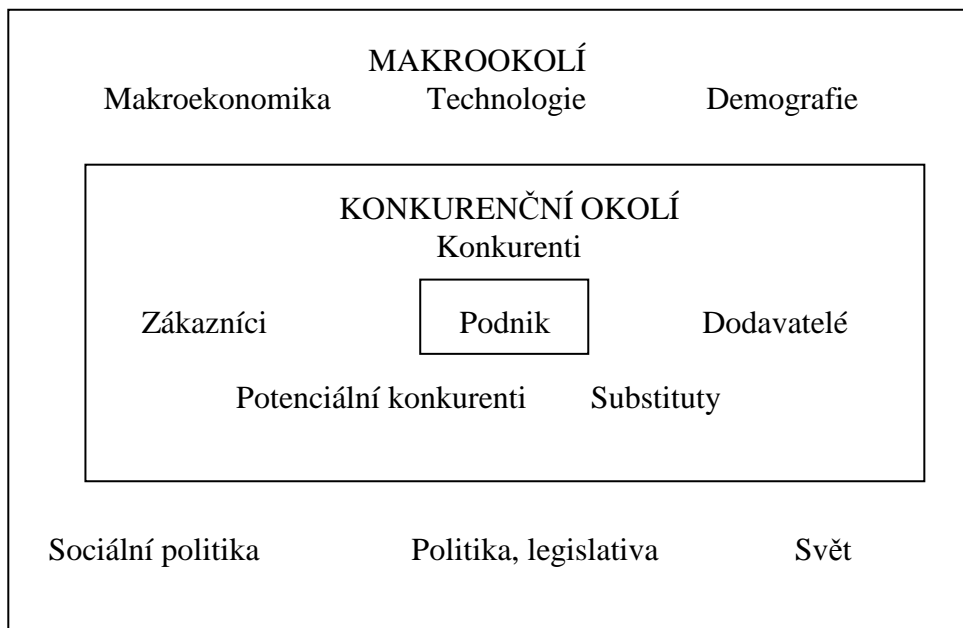 MAKROOKOLÍ
Makroekonomika Technologie Demografie
KONKURENČNÍ OKOLÍ
Konkurenti
Zákazníci Podnik Dodavatelé
Potenciální konkurenti Substituty
Sociální politika Politika, legislativa Svět